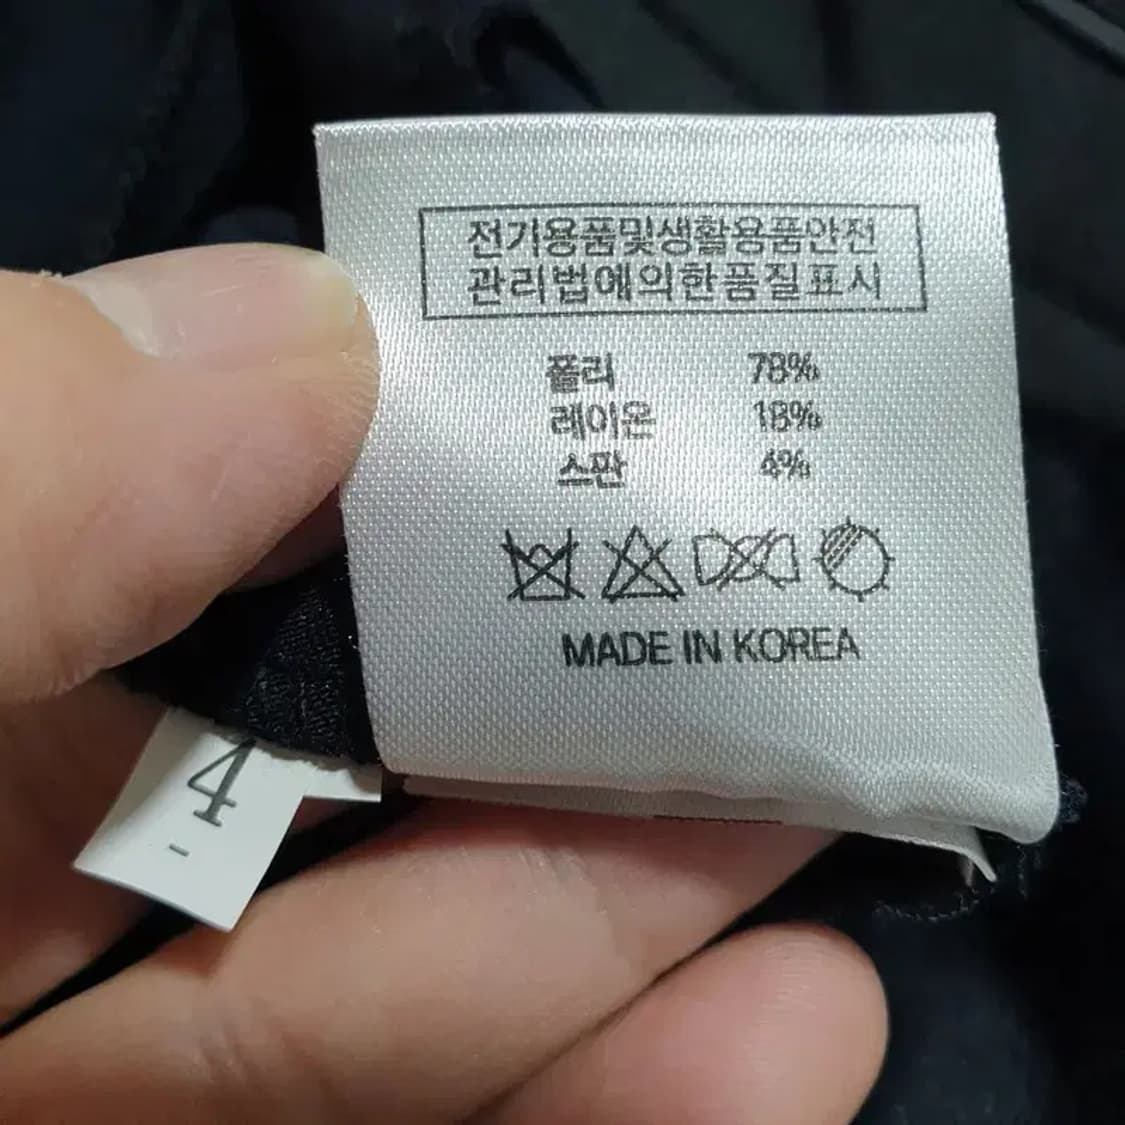 전기용품및생활용품안전
관리법에의한품질표시
폴리 78%
레이온 18%
스판 4%
MADE IN KOREA
4
-